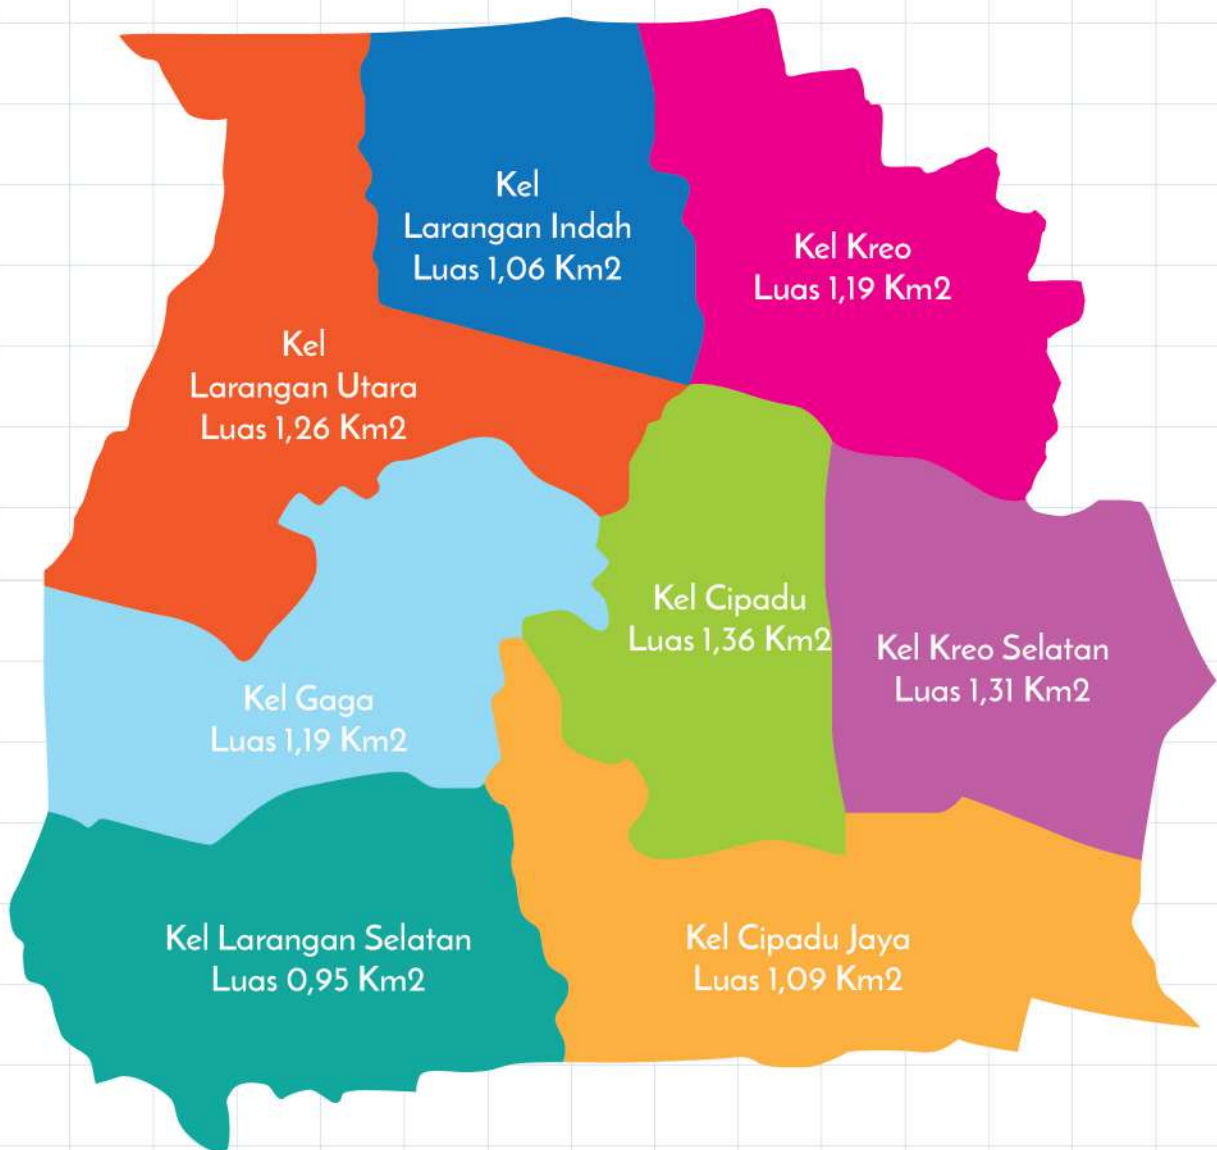 Kel
Larangan Indah
Luas 1,06 Km2
Kel Kreo
Luas 1,19 Km2
Kel
Larangan Utara
Luas 1,26 Km2
Kel Cipadu
Luas 1,36 Km2
Kel Kreo Selatan
Luas 1,31 Km2
Kel Gaga
Luas 1,19 Km2
Kel Larangan Selatan
Luas 0,95 Km2
Kel Cipadu Jaya
Luas 1,09 Km2